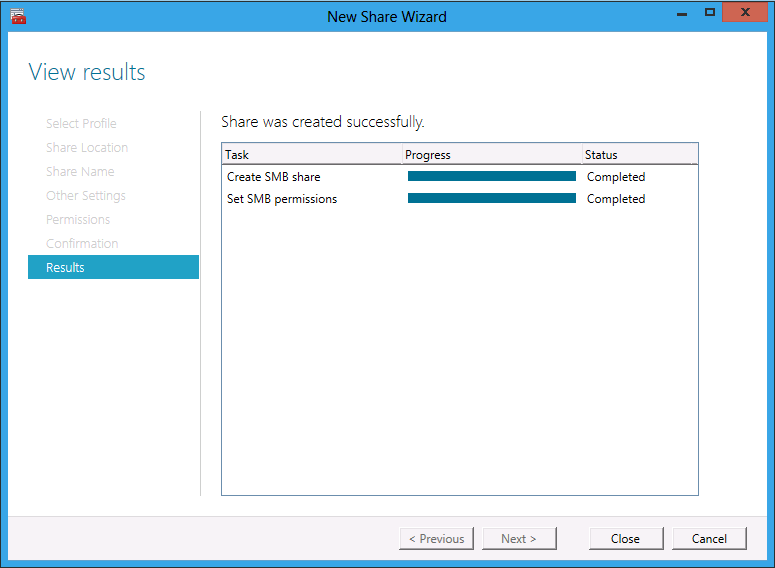 New Share Wizard
View results
Select Profile
Share Location
Share Name
Other Settings
Permissions
Confirmation
Results
Share was created successfully.
Task Progress Status
Create SMB share Completed
Set SMB permissions Completed
< Previous Next > Close Cancel